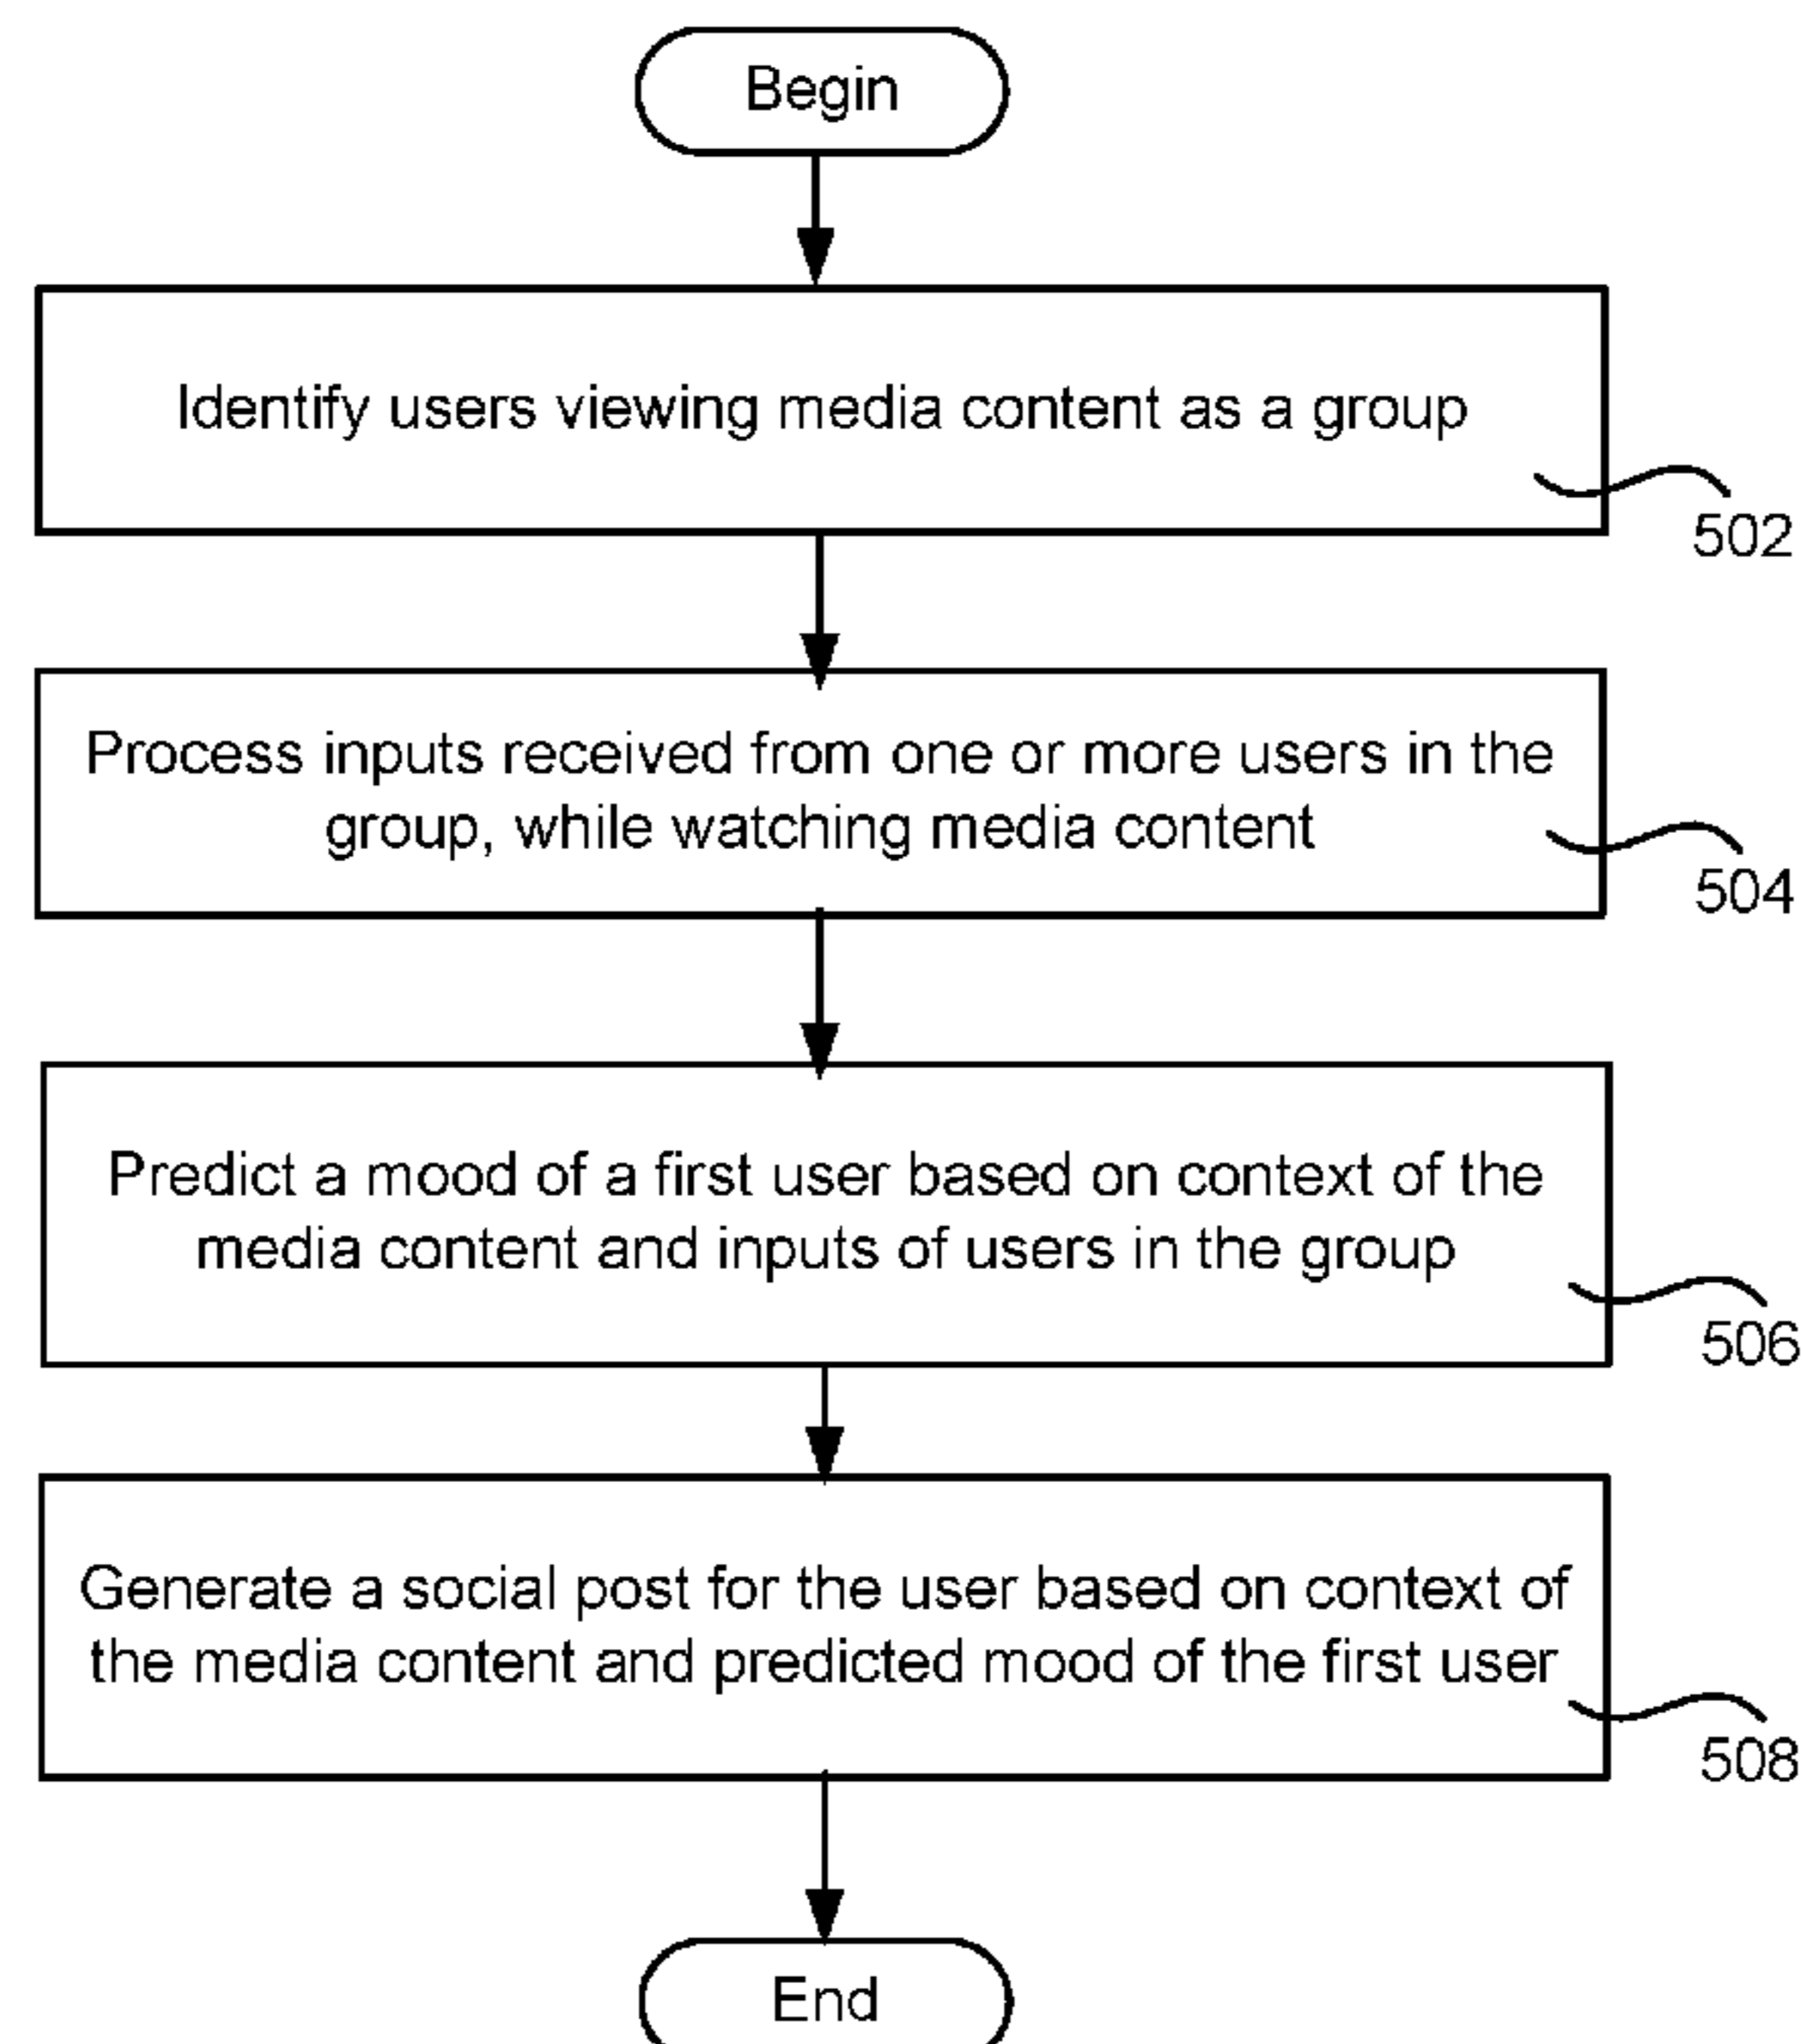 Begin
Identify users viewing media content as a group
502
Process inputs received from one or more users in the
group, while watching media content
504
Predict a mood of a first user based on context of the
media content and inputs of users in the group
506
Generate a social post for the user based on context of
the media content and predicted mood of the first user
508
End